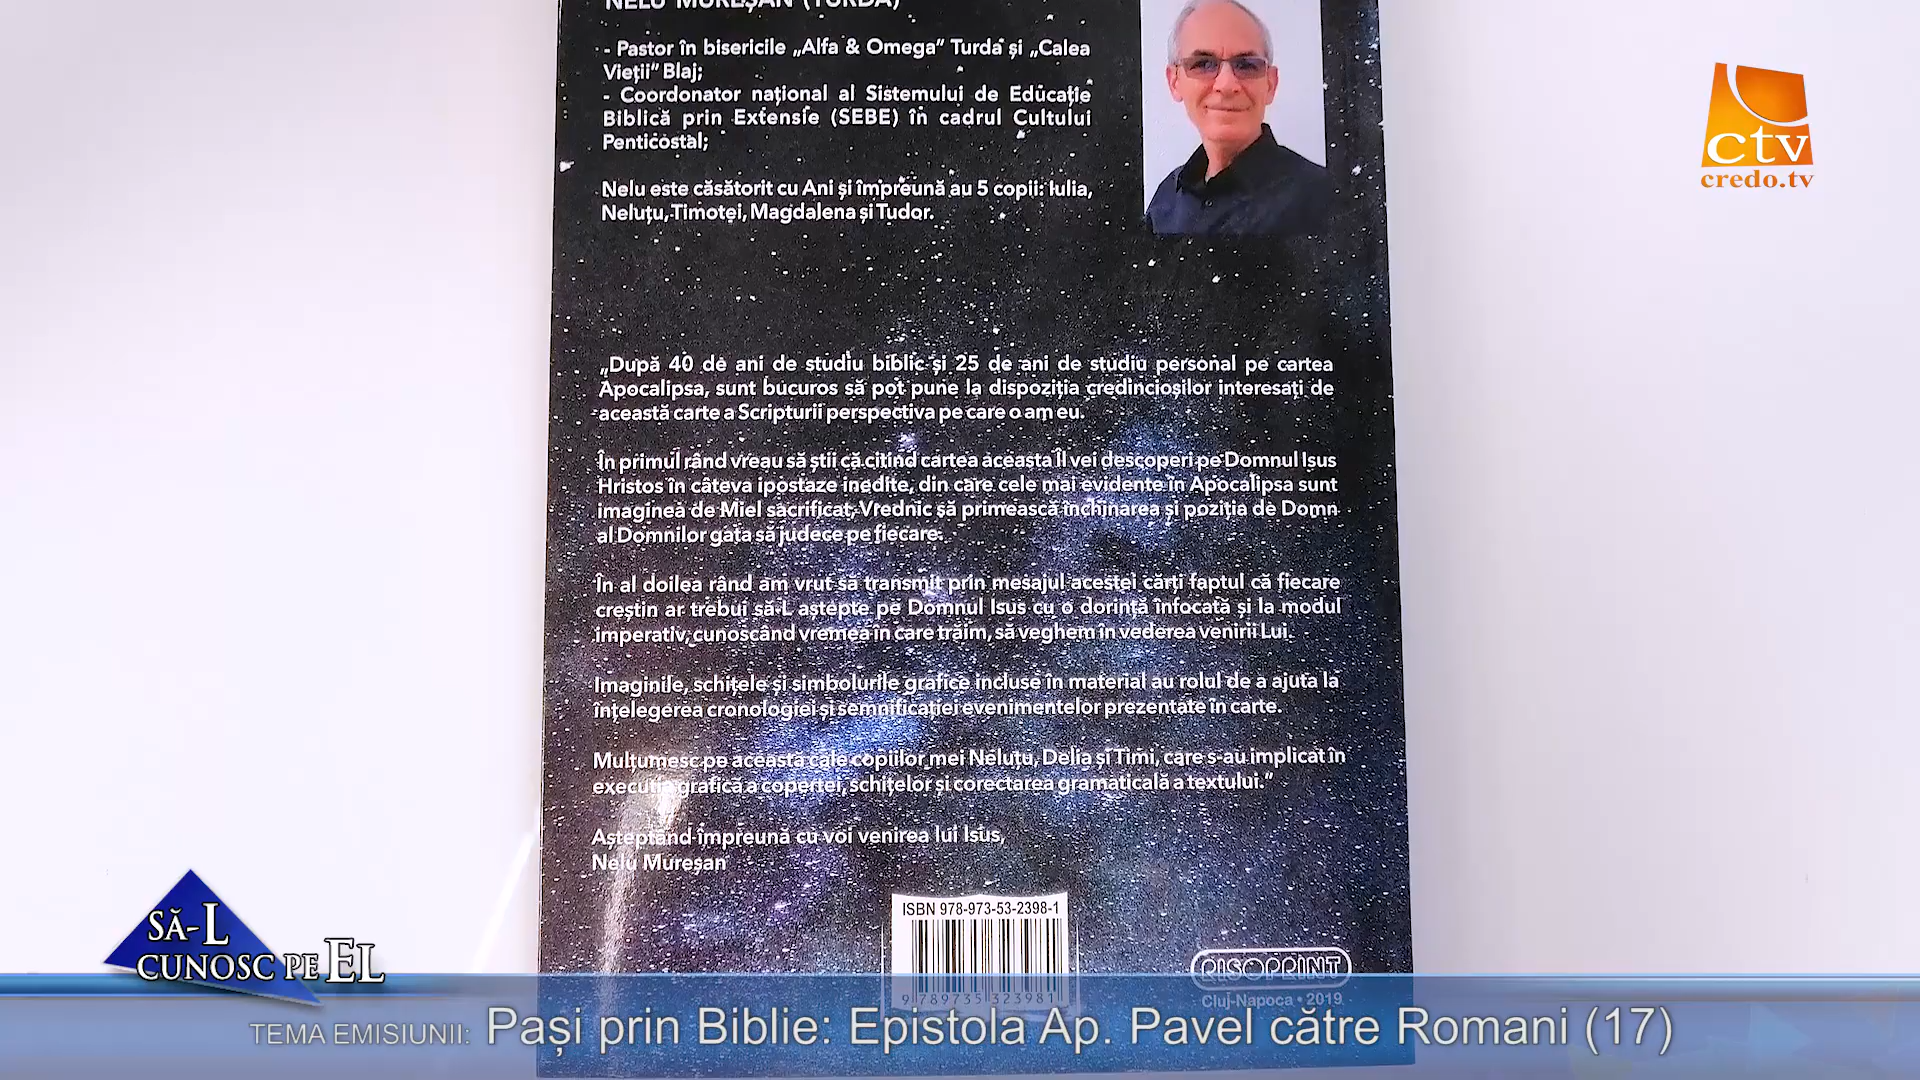 NELU MUREȘAN (TURDA)
- Pastor în bisericile „Alfa & Omega” Turda și „Calea
Vieții” Blaj;
- Coordonator național al Sistemului de Educație
Biblică prin Extensie (SEBE) în cadrul Cultului
Penticostal;
Nelu este căsătorit cu Ani și împreună au 5 copii: Iulia,
Neluțu, Timotei, Magdalena și Tudor.
ctv
credo.tv
„După 40 de ani de studiu biblic și 25 de ani de studiu personal pe cartea
Apocalipsa, sunt bucuros să pot pune la dispoziția credincioșilor interesați de
această carte a Scripturii perspectiva pe care o am eu.
În primul rând vreau să știi că citind cartea aceasta Îl vei descoperi pe Domnul Isus
Hristos în câteva ipostaze inedite, din care cele mai evidente în Apocalipsa sunt
imaginea de Miel sacrificat, Vrednic să primească închinarea și poziția de Domn
al Domnilor gata să judece pe fiecare.
În al doilea rând am vrut să transmit prin mesajul acestei cărți faptul că fiecare
creștin ar trebui să-L aștepte pe Domnul Isus cu o dorință înfocată și la modul
imperativ, cunoscând vremea în care trăim, să veghem în vederea venirii Lui.
Imaginile, schițele și simbolurile grafice incluse în material au rolul de a ajuta la
înțelegerea cronologiei și semnificației evenimentelor prezentate în carte.
Mulțumesc pe această cale copiilor mei Neluțu, Delia și Timi, care s-au implicat în
execuția grafică a copertei, schițelor și corectarea gramaticală a textului.”
Așteptând împreună cu voi venirea lui Isus,
Nelu Mureșan
ISBN 978-973-53-2398-1
9 789735 323981
RISOPRINT
Cluj-Napoca • 2019
SĂ-L
CUNOSC PE EL
TEMA EMISIUNII: Pași prin Biblie: Epistola Ap. Pavel către Romani (17)